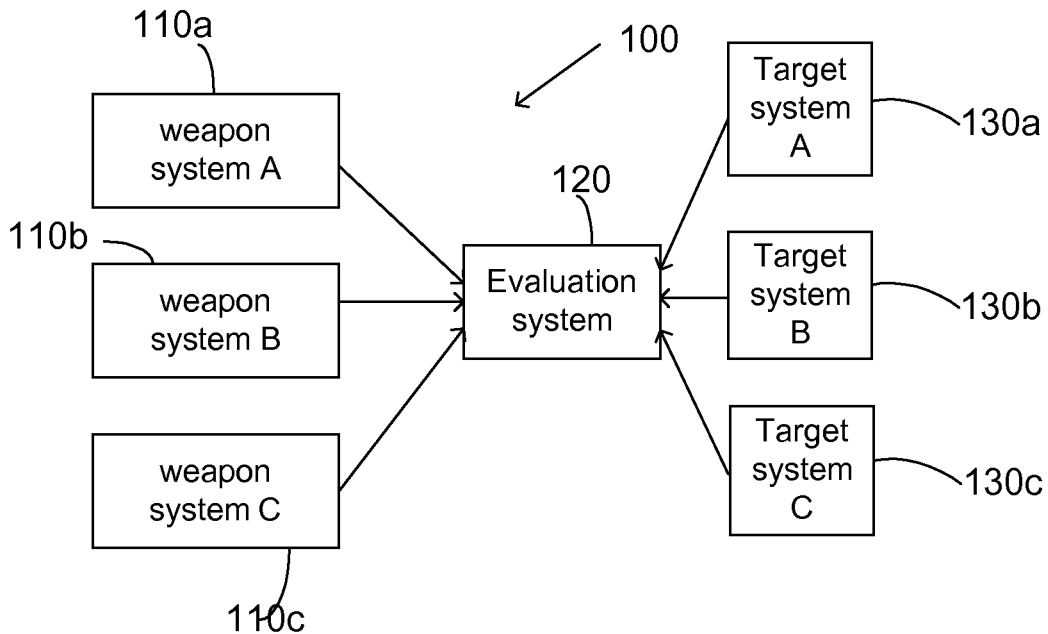 110a
100
weapon
system A
Target
system
A
130a
120
110b
weapon
system B
Evaluation
system
Target
system
B
130b
weapon
system C
110c
Target
system
C
130c